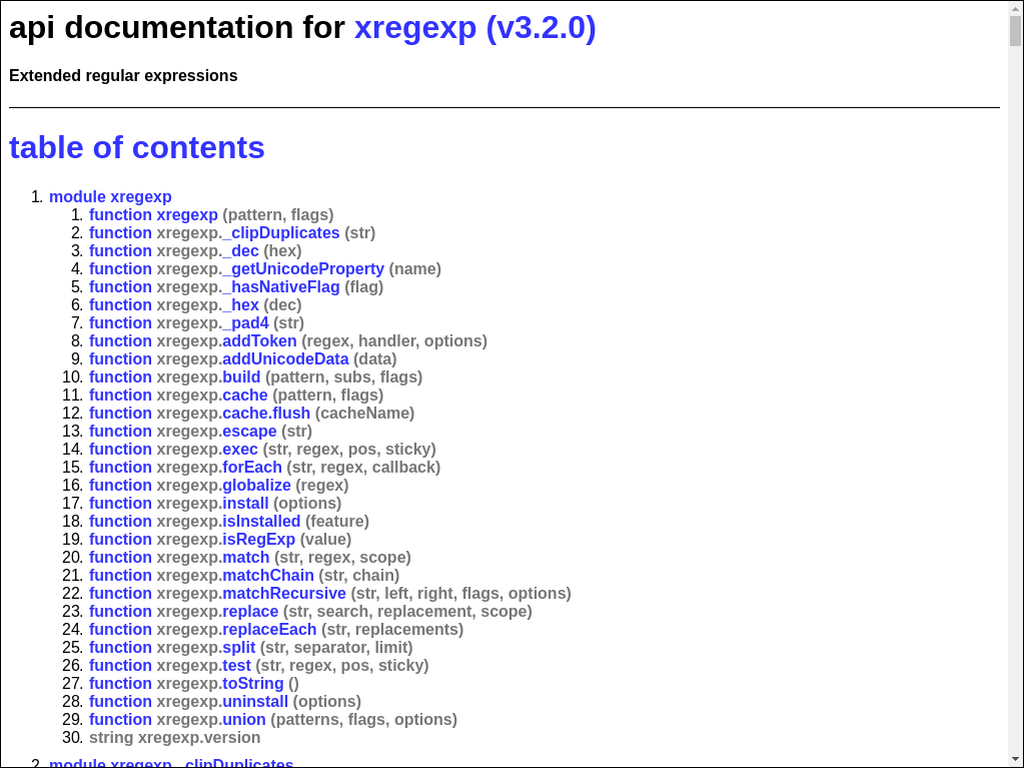 api documentation for xregexp (v3.2.0)
Extended regular expressions
table of contents
1. module xregexp
1. function xregexp (pattern, flags)
2. function xregexp._clipDuplicates (str)
3. function xregexp._dec (hex)
4. function xregexp._getUnicodeProperty (name)
5. function xregexp._hasNativeFlag (flag)
6. function xregexp._hex (dec)
7. function xregexp._pad4 (str)
8. function xregexp.addToken (regex, handler, options)
9. function xregexp.addUnicodeData (data)
10. function xregexp.build (pattern, subs, flags)
11. function xregexp.cache (pattern, flags)
12. function xregexp.cache.flush (cacheName)
13. function xregexp.escape (str)
14. function xregexp.exec (str, regex, pos, sticky)
15. function xregexp.forEach (str, regex, callback)
16. function xregexp.globalize (regex)
17. function xregexp.install (options)
18. function xregexp.isInstalled (feature)
19. function xregexp.isRegExp (value)
20. function xregexp.match (str, regex, scope)
21. function xregexp.matchChain (str, chain)
22. function xregexp.matchRecursive (str, left, right, flags, options)
23. function xregexp.replace (str, search, replacement, scope)
24. function xregexp.replaceEach (str, replacements)
25. function xregexp.split (str, separator, limit)
26. function xregexp.test (str, regex, pos, sticky)
27. function xregexp.toString ()
28. function xregexp.uninstall (options)
29. function xregexp.union (patterns, flags, options)
30. string xregexp.version
2. module xregexp._clipDuplicates